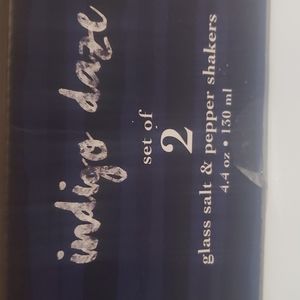 indigo daze
set of
2
glass salt & pepper shakers
4.4 oz • 130 ml